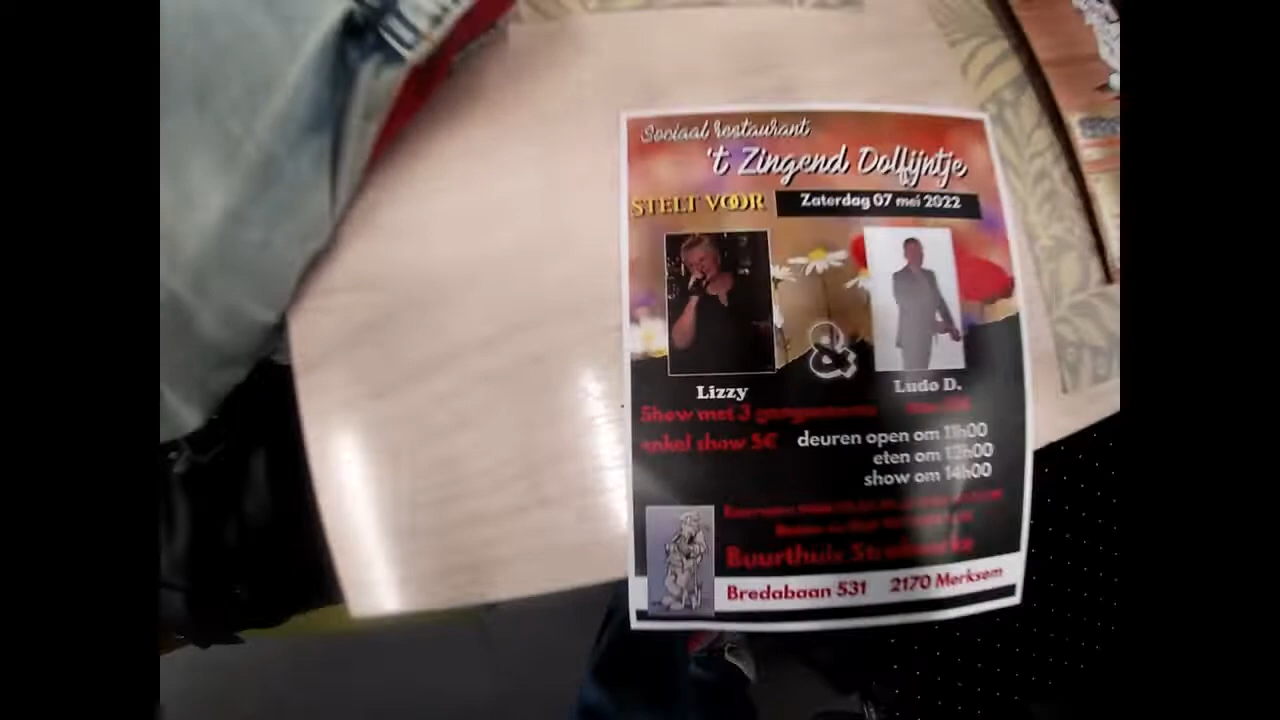 Sociaal restaurant
't Zingend Dolfijntje
STELT VOOR
Zaterdag 07 mei 2022
&
Lizzy
Ludo D.
Show met 3
enkel show 5€
deuren open om 11h00
eten om 12h00
show om 14h00
Buurthuis
Bredabaan 531 2170 Merksem